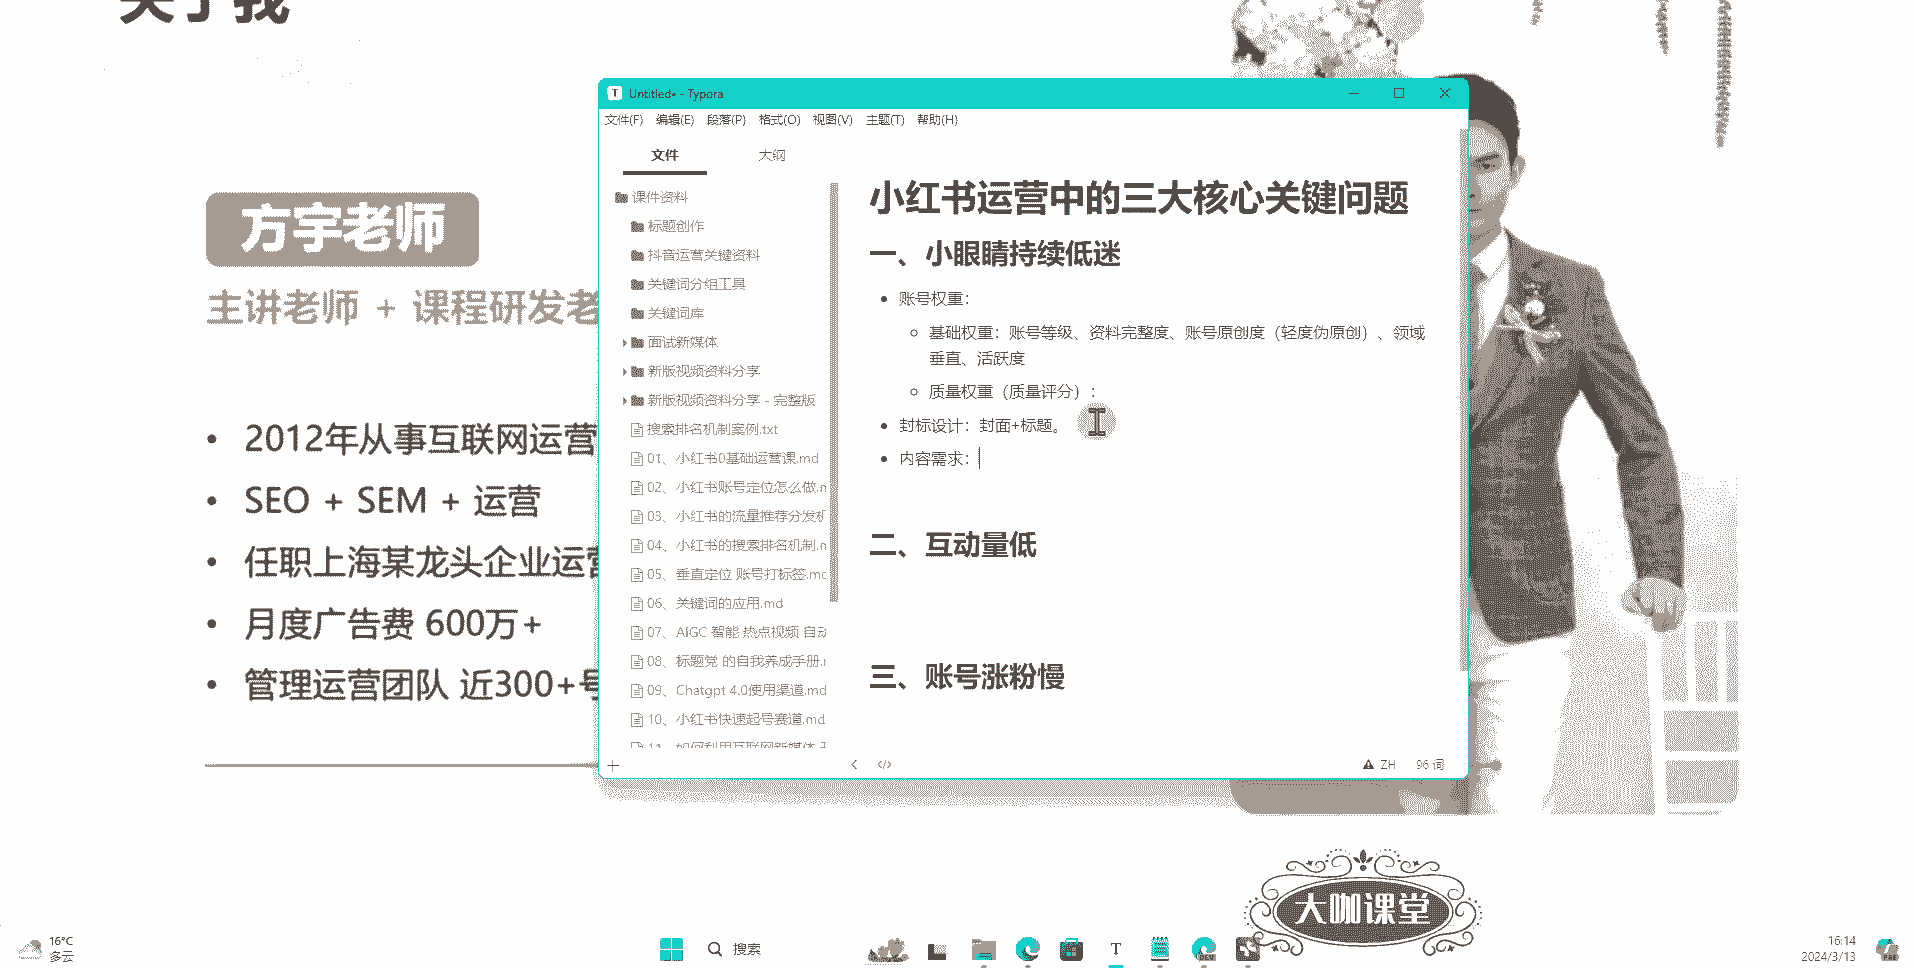 关于我
方宇老师
主讲老师 + 课程研发老
2012年从事互联网运营
SEO + SEM + 运营
任职上海某龙头企业运营
月度广告费 600万+
管理运营团队 近300+号
T Untitled• - Typora
文件(F) 编辑(E) 段落(P) 格式(O) 视图(V) 主题(T) 帮助(H)
文件 大纲
课件资料
标题创作
抖音运营关键资料
关键词分组工具
关键词库
面试新媒体
新版视频资料分享
新版视频资料分享 - 完整版
搜索排名机制案例.txt
01、小红书0基础运营课.md
02、小红书账号定位怎么做.m
03、小红书的流量推荐分发机
04、小红书的搜索排名机制.m
05、垂直定位 账号打标签.md
06、关键词的应用.md
07、AIGC 智能 热点视频 自动
08、标题党 的自我养成手册.m
09、Chatgpt 4.0使用渠道.md
10、小红书快速起号赛道.md
11、如何利用互联网新媒体
小红书运营中的三大核心关键问题
一、小眼睛持续低迷
账号权重：
基础权重：账号等级、资料完整度、账号原创度（轻度伪原创）、领域
垂直、活跃度
质量权重（质量评分）：
封标设计：封面+标题。
内容需求：
二、互动量低
三、账号涨粉慢
ZH 96 词
大咖课堂
16°C
多云
搜索
T
DEV
16:14
2024/3/13
PRE